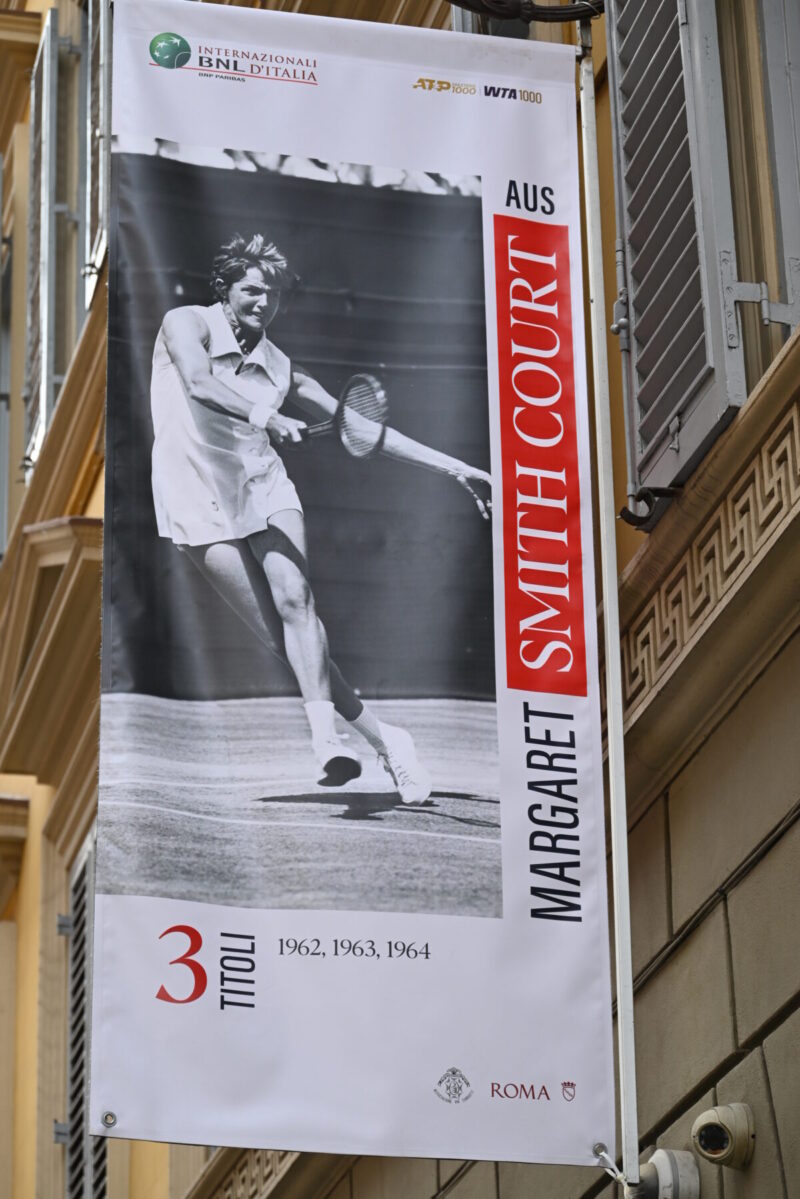 INTERNAZIONALI
BNL D'ITALIA
BNP PARIBAS
ATP MASTERS 1000 WTA 1000
AUS
MARGARET SMITH COURT
3 TITOLI
1962, 1963, 1964
ROMA